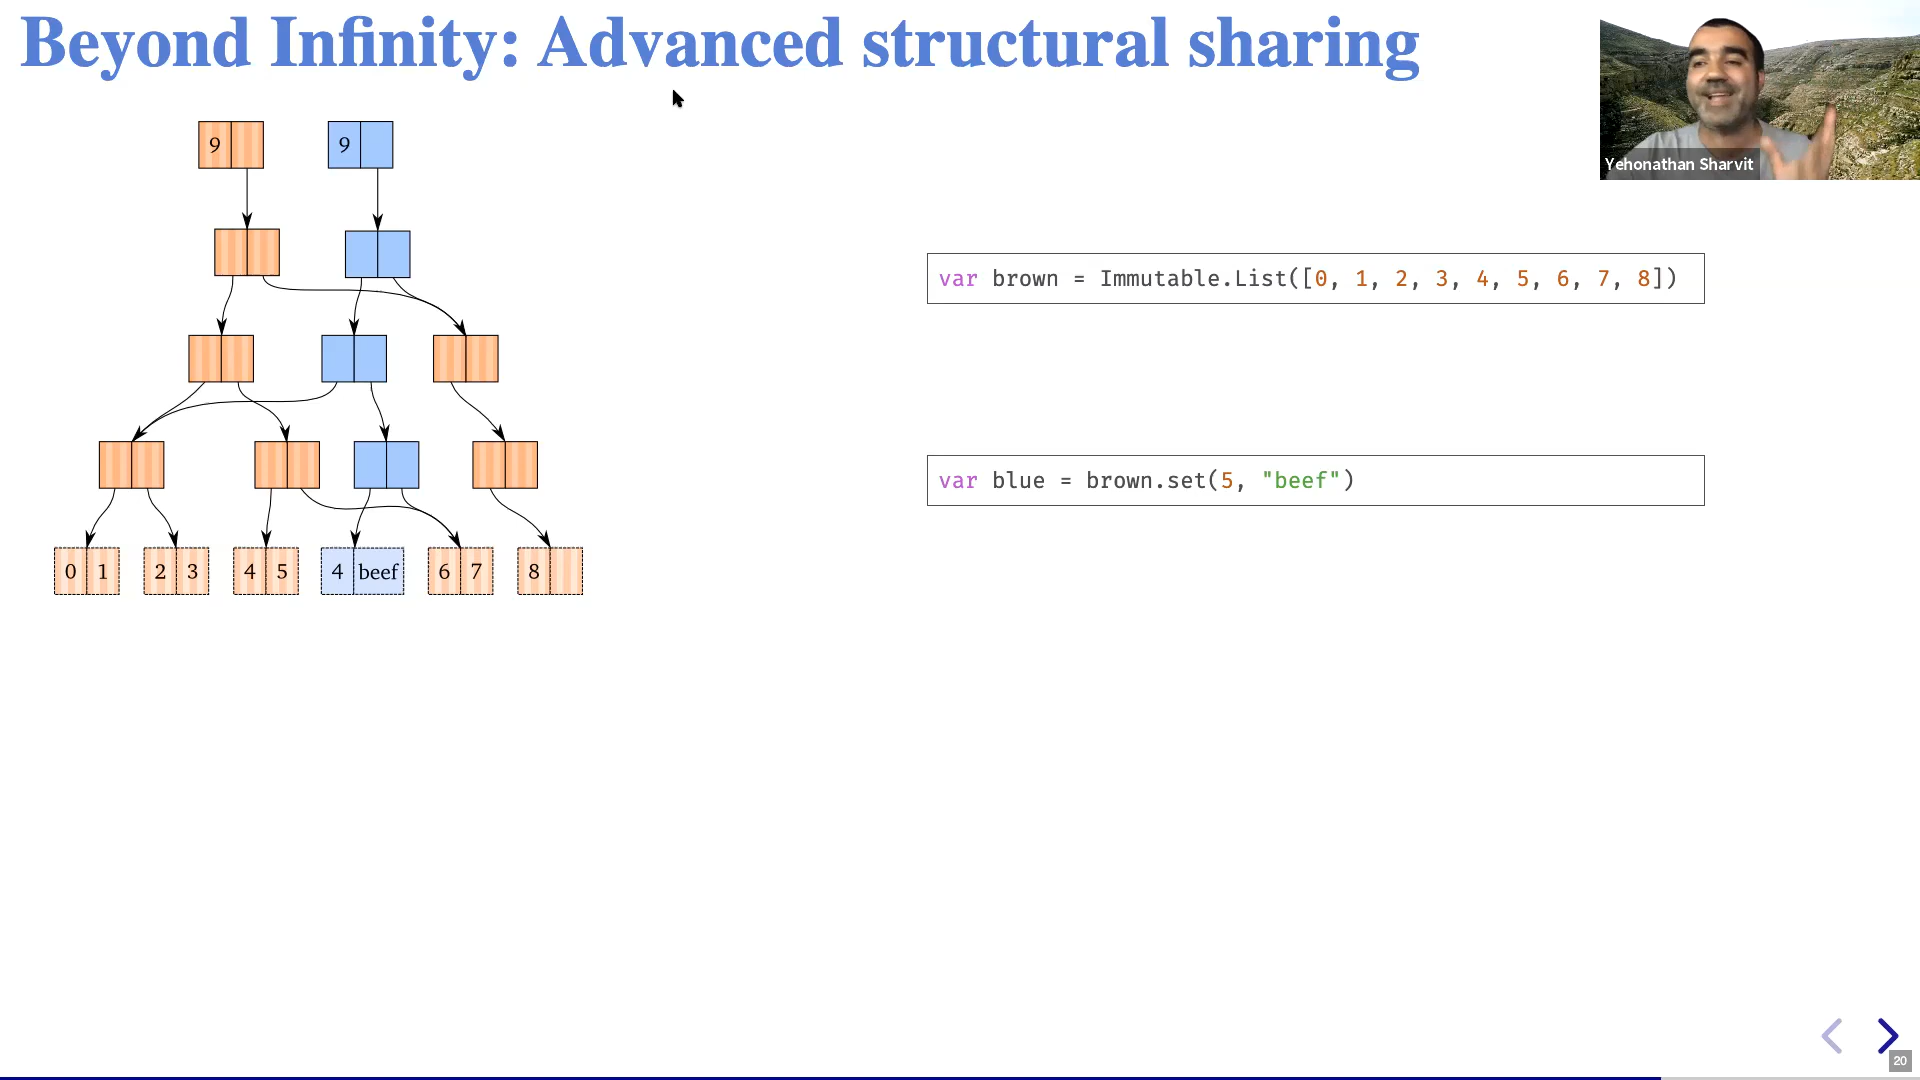 Beyond Infinity: Advanced structural sharing
Yehonathan Sharvit
9 9
var brown = Immutable.List([0, 1, 2, 3, 4, 5, 6, 7, 8])
var blue = brown.set(5, "beef")
0 1 2 3 4 5 4 beef 6 7 8
20